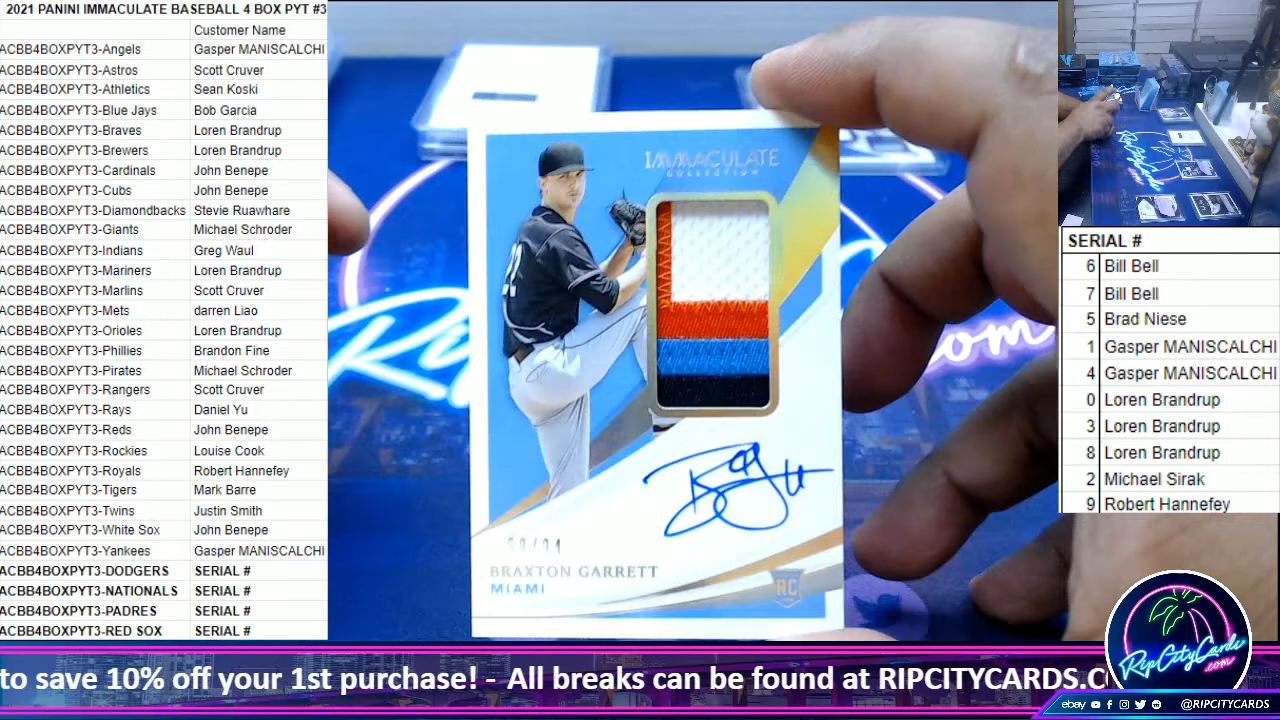 2021 PANINI IMMACULATE BASEBALL 4 BOX PYT #3
Customer Name
ACBB4BOXPYT3-Angels Gasper MANISCALCHI
ACBB4BOXPYT3-Astros Scott Cruver
ACBB4BOXPYT3-Athletics Sean Koski
ACBB4BOXPYT3-Blue Jays Bob Garcia
ACBB4BOXPYT3-Braves Loren Brandrup
ACBB4BOXPYT3-Brewers Loren Brandrup
ACBB4BOXPYT3-Cardinals John Benepe
ACBB4BOXPYT3-Cubs John Benepe
ACBB4BOXPYT3-Diamondbacks Stevie Ruawhare
ACBB4BOXPYT3-Giants Michael Schroder
ACBB4BOXPYT3-Indians Greg Waul
ACBB4BOXPYT3-Mariners Loren Brandrup
ACBB4BOXPYT3-Marlins Scott Cruver
ACBB4BOXPYT3-Mets darren Liao
ACBB4BOXPYT3-Orioles Loren Brandrup
ACBB4BOXPYT3-Phillies Brandon Fine
ACBB4BOXPYT3-Pirates Michael Schroder
ACBB4BOXPYT3-Rangers Scott Cruver
ACBB4BOXPYT3-Rays Daniel Yu
ACBB4BOXPYT3-Reds John Benepe
ACBB4BOXPYT3-Rockies Louise Cook
ACBB4BOXPYT3-Royals Robert Hannefey
ACBB4BOXPYT3-Tigers Mark Barre
ACBB4BOXPYT3-Twins Justin Smith
ACBB4BOXPYT3-White Sox John Benepe
ACBB4BOXPYT3-Yankees Gasper MANISCALCHI
ACBB4BOXPYT3-DODGERS SERIAL #
ACBB4BOXPYT3-NATIONALS SERIAL #
ACBB4BOXPYT3-PADRES SERIAL #
ACBB4BOXPYT3-RED SOX SERIAL #
IMMACULATE
COLLECTION
BRAXTON GARRETT
MIAMI
RC
.com
SERIAL #
6 Bill Bell
7 Bill Bell
5 Brad Niese
1 Gasper MANISCALCHI
4 Gasper MANISCALCHI
0 Loren Brandrup
3 Loren Brandrup
8 Loren Brandrup
2 Michael Sirak
9 Robert Hannefey
RipCityCards
.com
to save 10% off your 1st purchase! - All breaks can be found at RIPCITYCARDS.C
ebay @RIPCITYCARDS